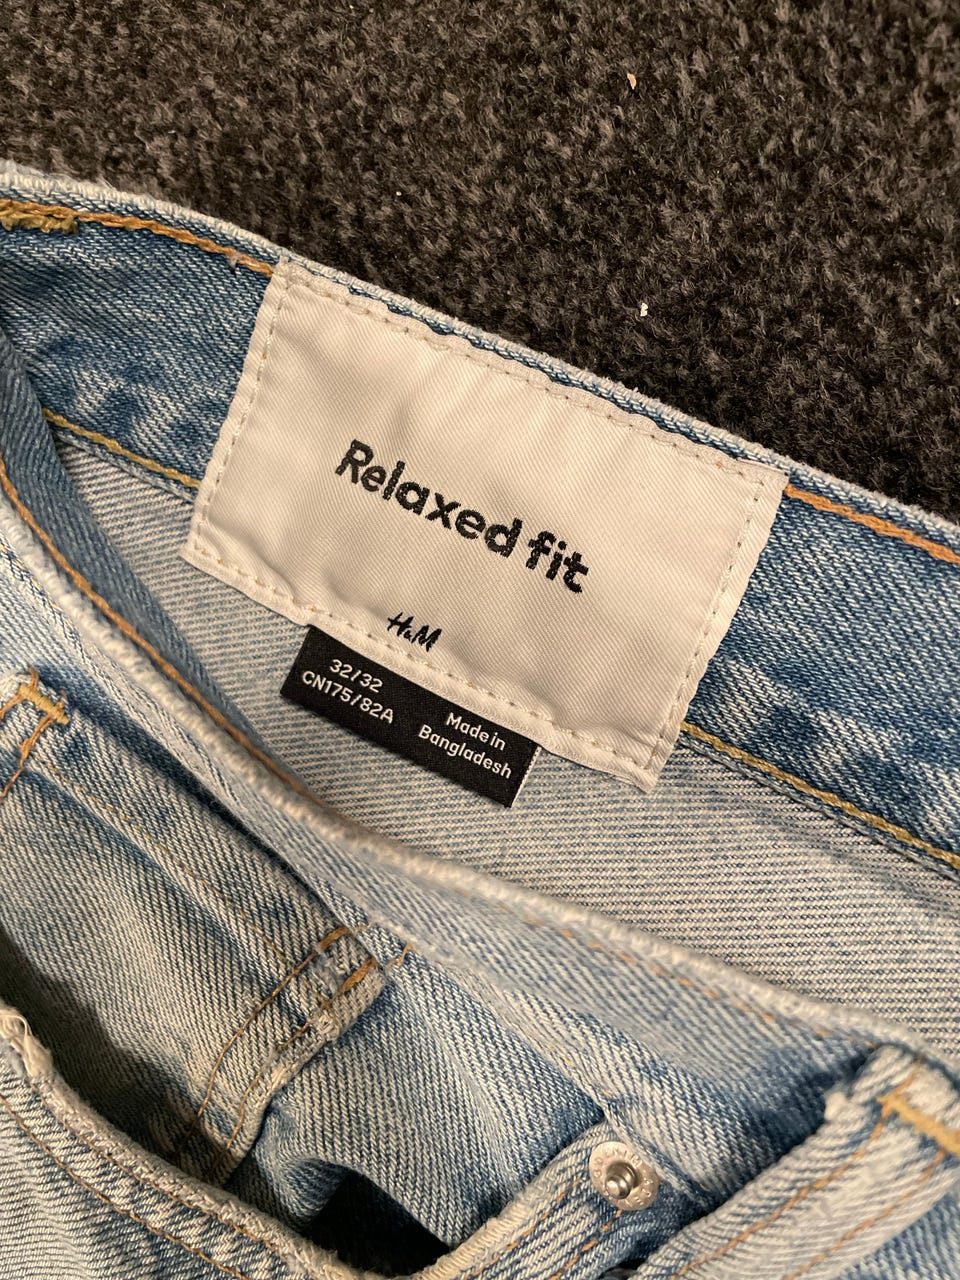 Relaxed fit
H&M
32/32
CN175/82A
Made in
Bangladesh